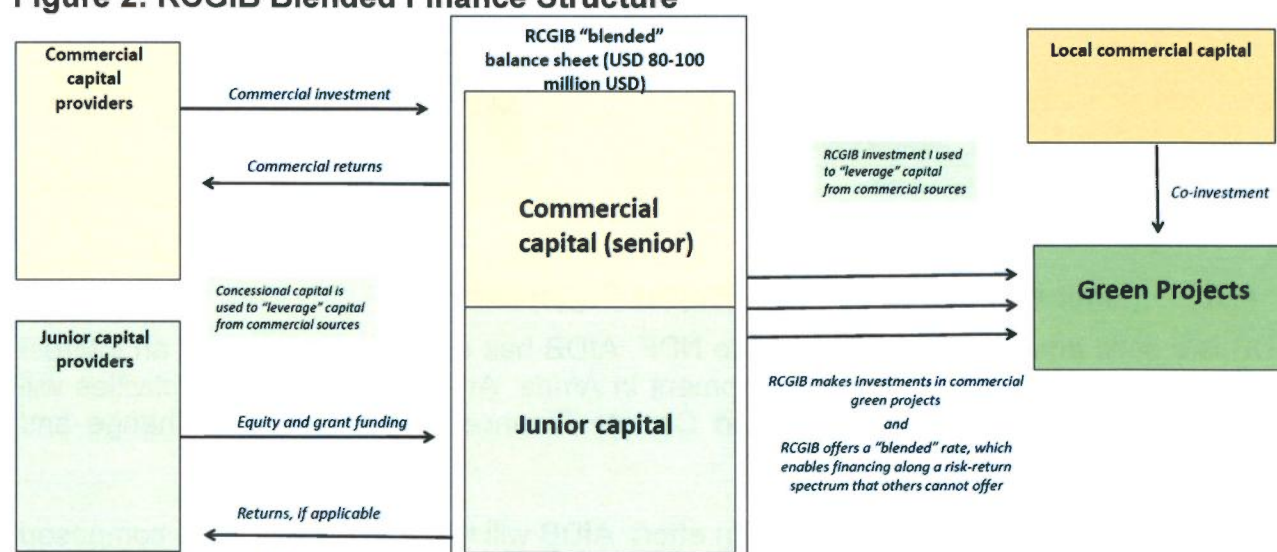 Figure 2: RCGIB Blended Finance Structure
Commercial
capital
providers
Commercial investment
Commercial returns
Concessional capital is
used to “leverage” capital
from commercial sources
Junior capital
providers
Equity and grant funding
Returns, if applicable
RCGIB “blended”
balance sheet (USD 80-100
million USD)
Commercial
capital (senior)
Junior capital
RCGIB investment I used
to “leverage” capital
from commercial sources
RCGIB makes investments in commercial
green projects
and
RCGIB offers a “blended” rate, which
enables financing along a risk-return
spectrum that others cannot offer
Local commercial capital
Co-investment
Green Projects